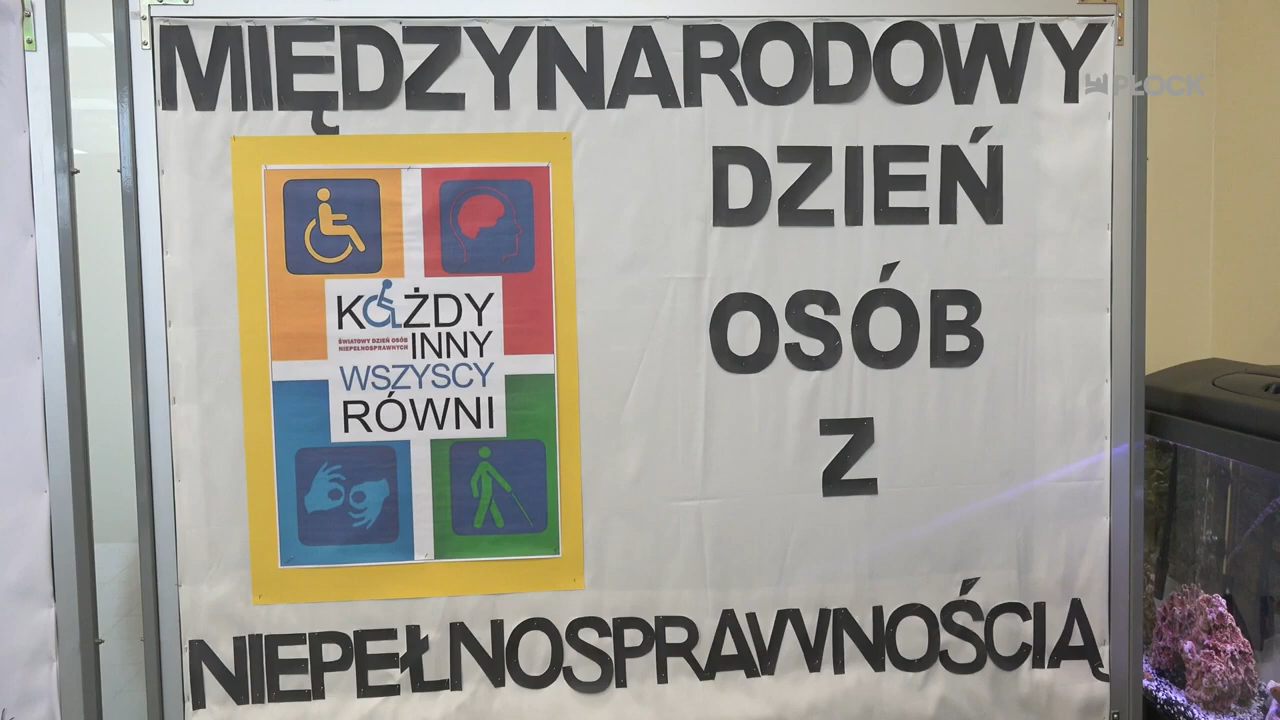 MIĘDZYNARODOWY
DZIEŃ
OSÓB
Z
NIEPEŁNOSPRAWNOŚCIĄ
KAŻDY
ŚWIATOWY DZIEŃ OSÓB
NIEPEŁNOSPRAWNYCH
INNY
WSZYSCY
RÓWNI
PŁOCK